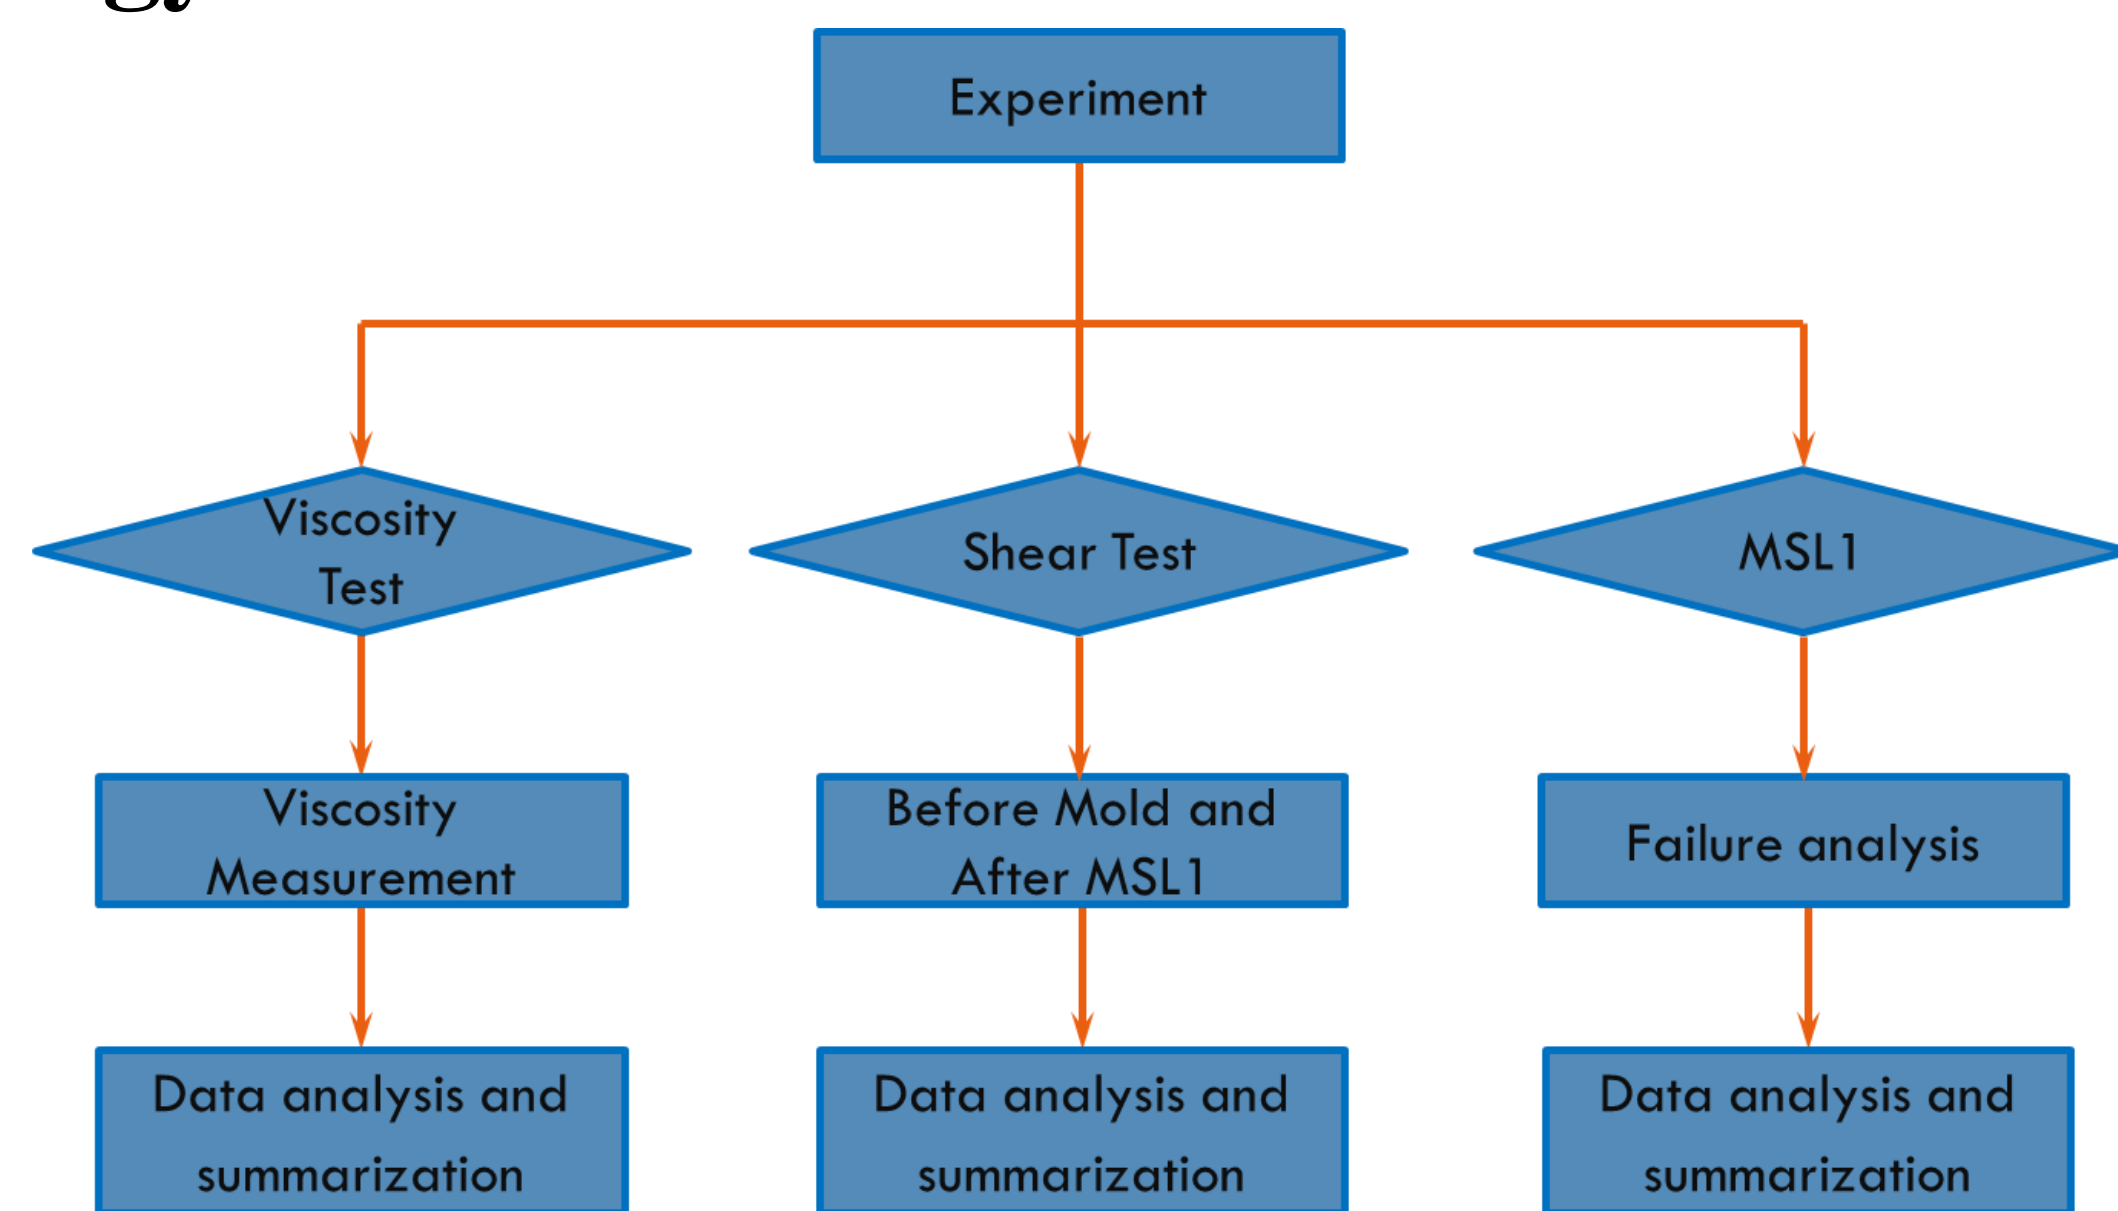 Experiment
Viscosity
Test
Shear Test
MSL1
Viscosity
Measurement
Before Mold and
After MSL1
Failure analysis
Data analysis and
summarization
Data analysis and
summarization
Data analysis and
summarization